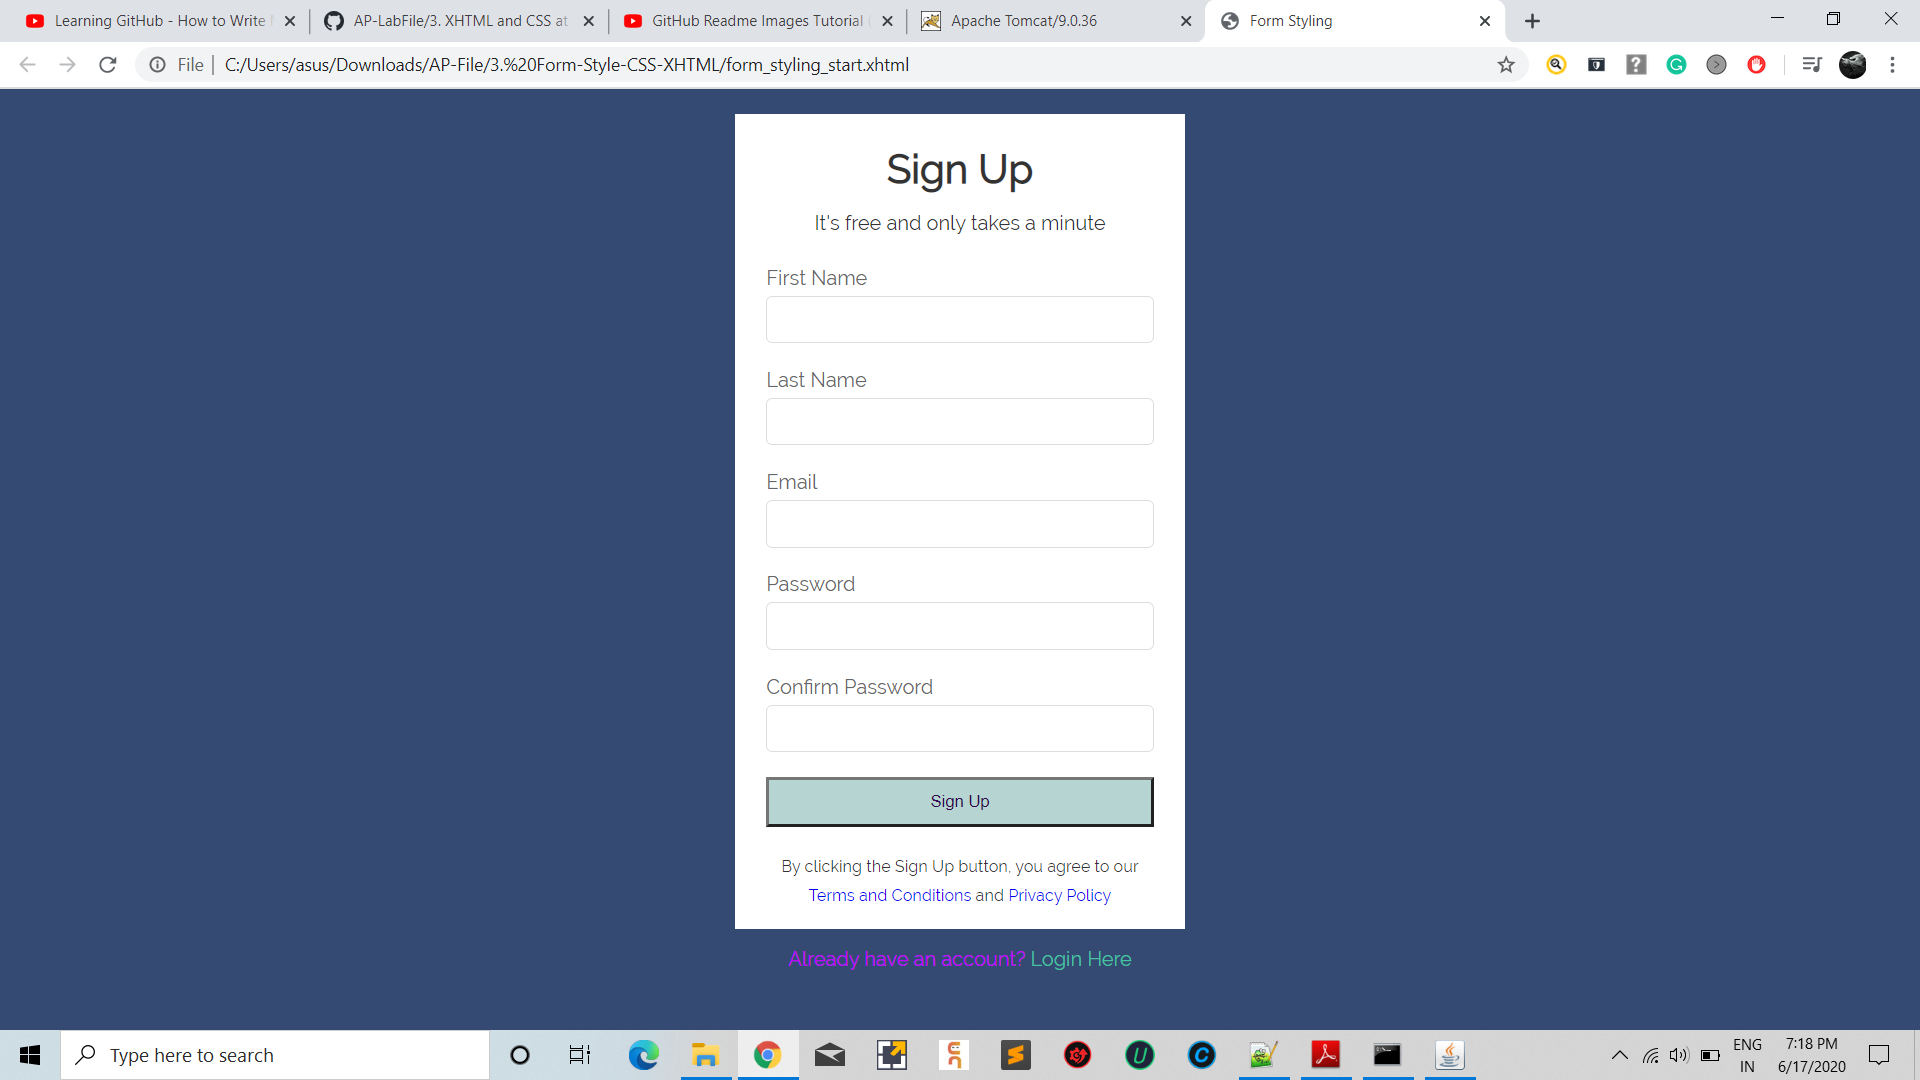 Learning GitHub - How to Write
AP-LabFile/3. XHTML and CSS at
GitHub Readme Images Tutorial
Apache Tomcat/9.0.36
Form Styling
File | C:/Users/asus/Downloads/AP-File/3.%20Form-Style-CSS-XHTML/form_styling_start.xhtml
Sign Up
It's free and only takes a minute
First Name
Last Name
Email
Password
Confirm Password
Sign Up
By clicking the Sign Up button, you agree to our
Terms and Conditions and Privacy Policy
Already have an account? Login Here
Type here to search
ENG
IN
7:18 PM
6/17/2020